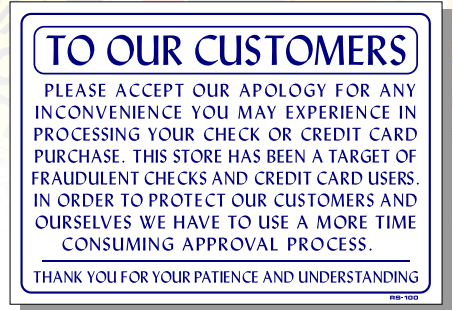 TO OUR CUSTOMERS
PLEASE ACCEPT OUR APOLOGY FOR ANY
INCONVENIENCE YOU MAY EXPERIENCE IN
PROCESSING YOUR CHECK OR CREDIT CARD
PURCHASE. THIS STORE HAS BEEN A TARGET OF
FRAUDULENT CHECKS AND CREDIT CARD USERS.
IN ORDER TO PROTECT OUR CUSTOMERS AND
OURSELVES WE HAVE TO USE A MORE TIME
CONSUMING APPROVAL PROCESS.
THANK YOU FOR YOUR PATIENCE AND UNDERSTANDING
RS-100